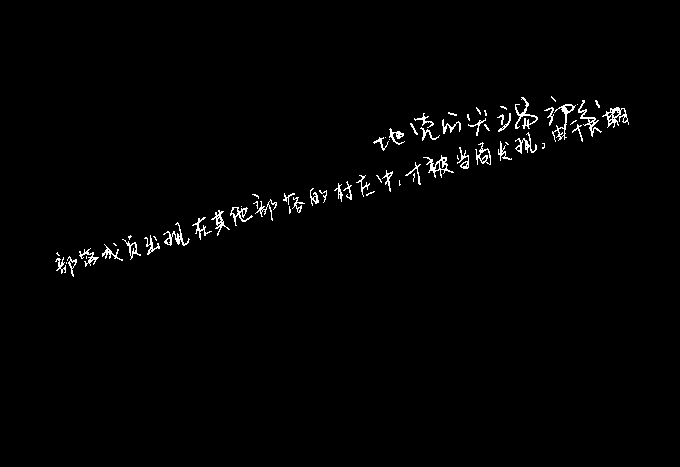 地壳的尖端部分
部落成员出现在其他部落的村庄中,才被当局发现。由于长期